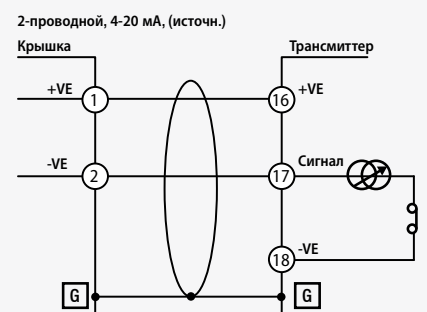 2-проводной, 4-20 мА, (источн.)
Крышка
Трансмиттер
+VE
1
16
+VE
-VE
2
17
Сигнал
18
-VE
G
G